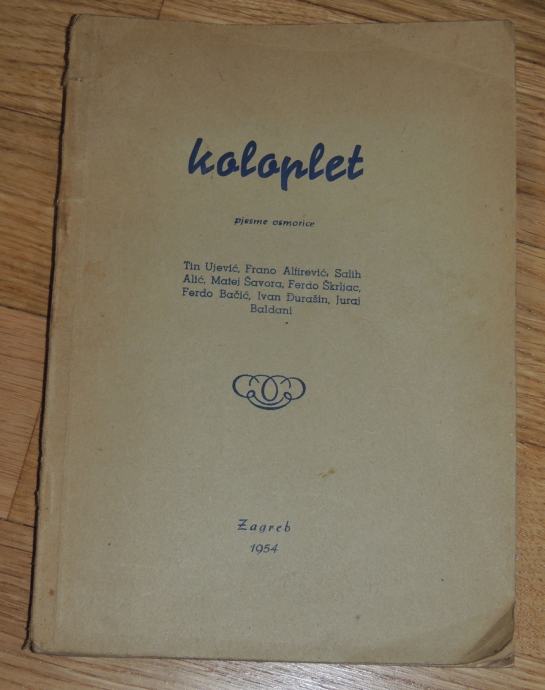 koloplet
pjesme osmorice
Tin Ujević, Frano Alfirević, Salih
Alić, Matej Šavora, Ferdo Škrljac,
Ferdo Bačić, Ivan Đurašin, Juraj
Baldani
Zagreb
1954